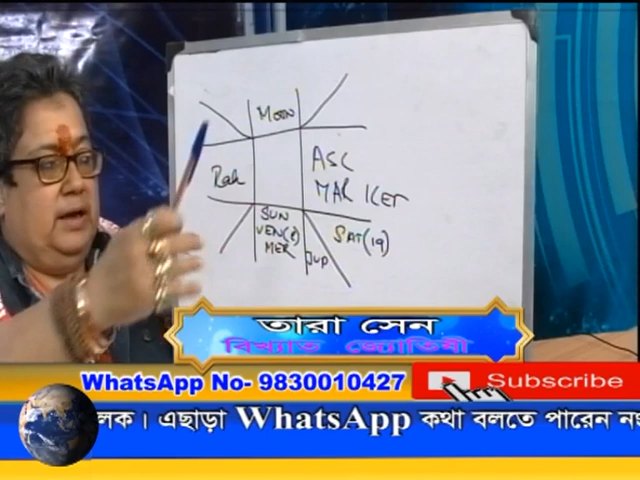 Moon
Rah
ASC
MAR KET
SUN
VEN(R)
MER
SAT(19)
Jup
তারা সেন
বিখ্যাত জ্যোতিষী
WhatsApp No- 9830010427
Subscribe
লক। এছাড়া WhatsApp কথা বলতে পারেন নং